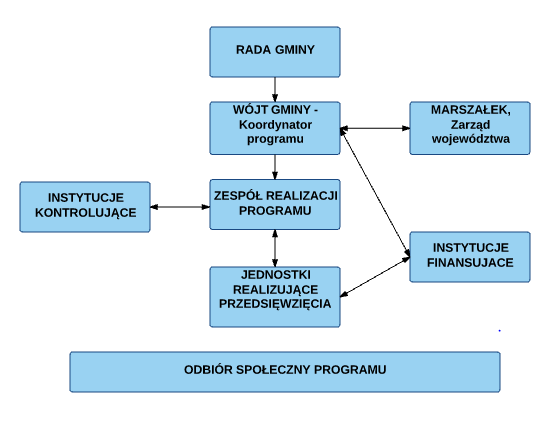 RADA GMINY
WÓJT GMINY -
Koordynator
programu
MARSZAŁEK,
Zarząd
województwa
INSTYTUCJE
KONTROLUJĄCE
ZESPÓŁ REALIZACJI
PROGRAMU
INSTYTUCJE
FINANSUJACE
JEDNOSTKI
REALIZUJĄCE
PRZEDSIĘWZIĘCIA
ODBIÓR SPOŁECZNY PROGRAMU